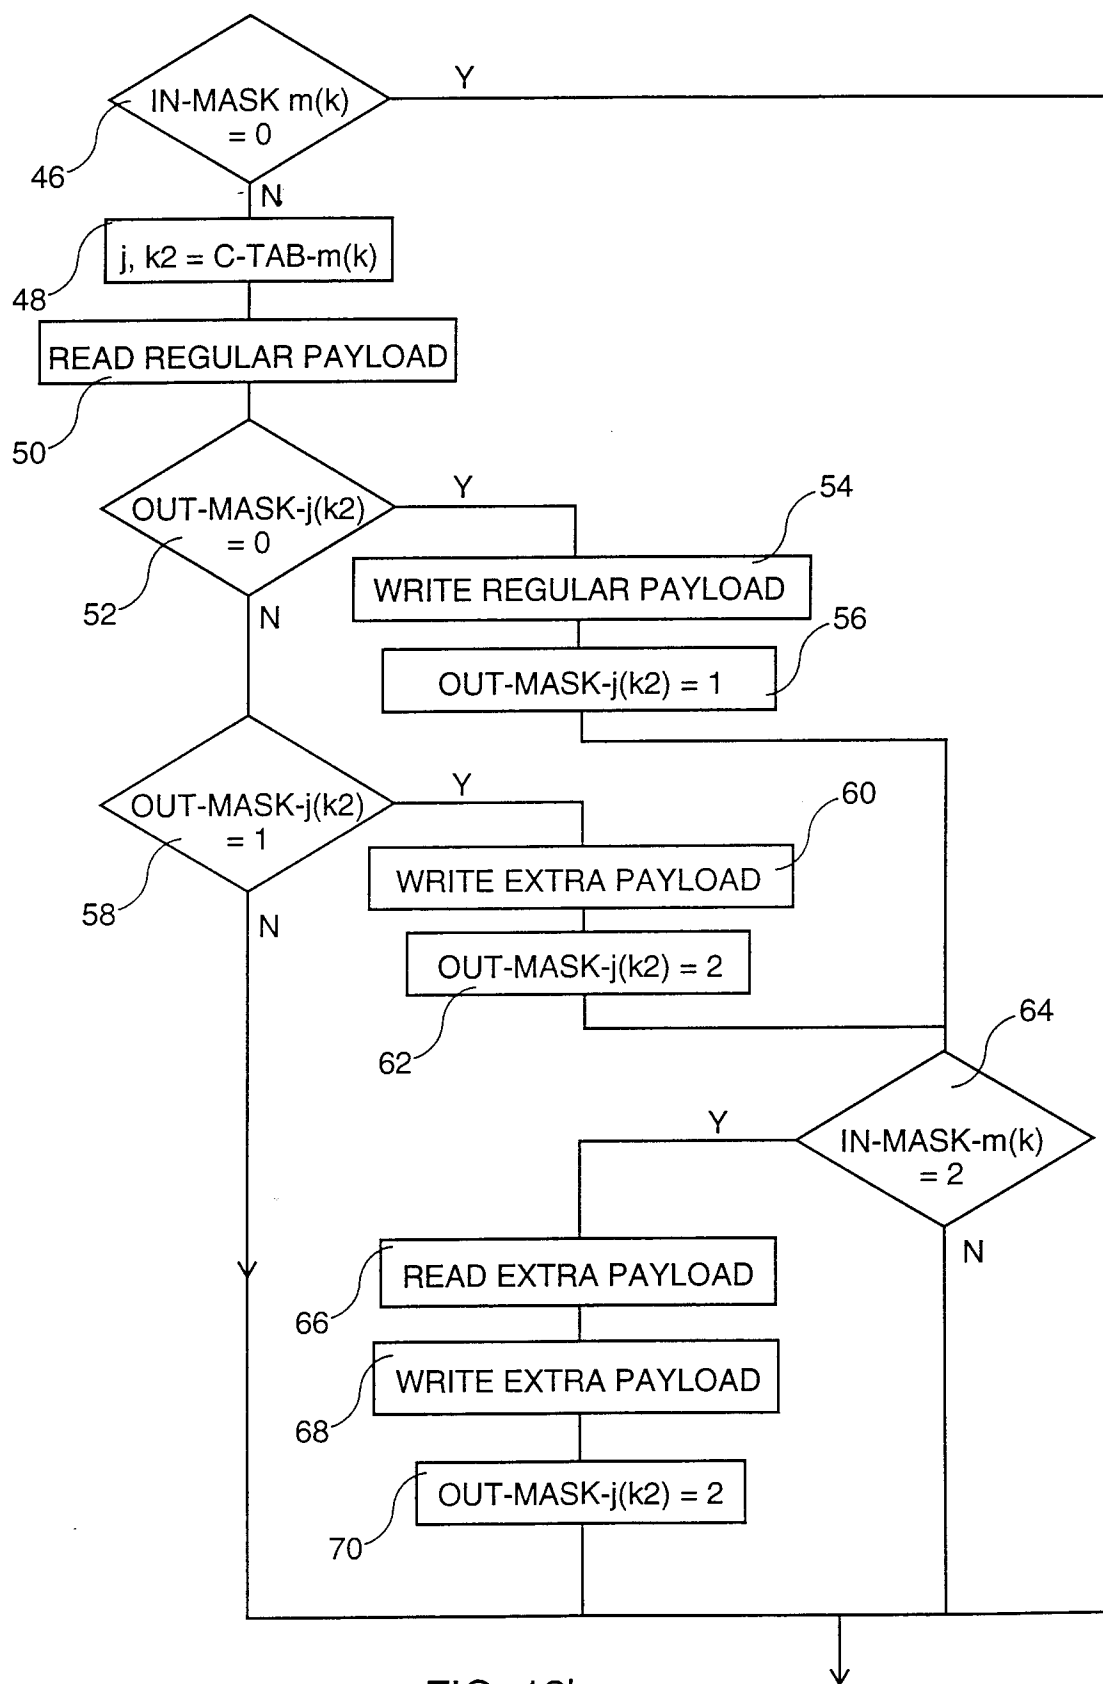 Y
IN-MASK m(k)
= 0
46
N
j, k2 = C-TAB-m(k)
48
READ REGULAR PAYLOAD
50
Y
54
OUT-MASK-j(k2)
= 0
WRITE REGULAR PAYLOAD
52
N
56
OUT-MASK-j(k2) = 1
Y
60
OUT-MASK-j(k2)
= 1
WRITE EXTRA PAYLOAD
58
N
OUT-MASK-j(k2) = 2
62
64
Y
IN-MASK-m(k)
= 2
N
READ EXTRA PAYLOAD
66
WRITE EXTRA PAYLOAD
68
OUT-MASK-j(k2) = 2
70